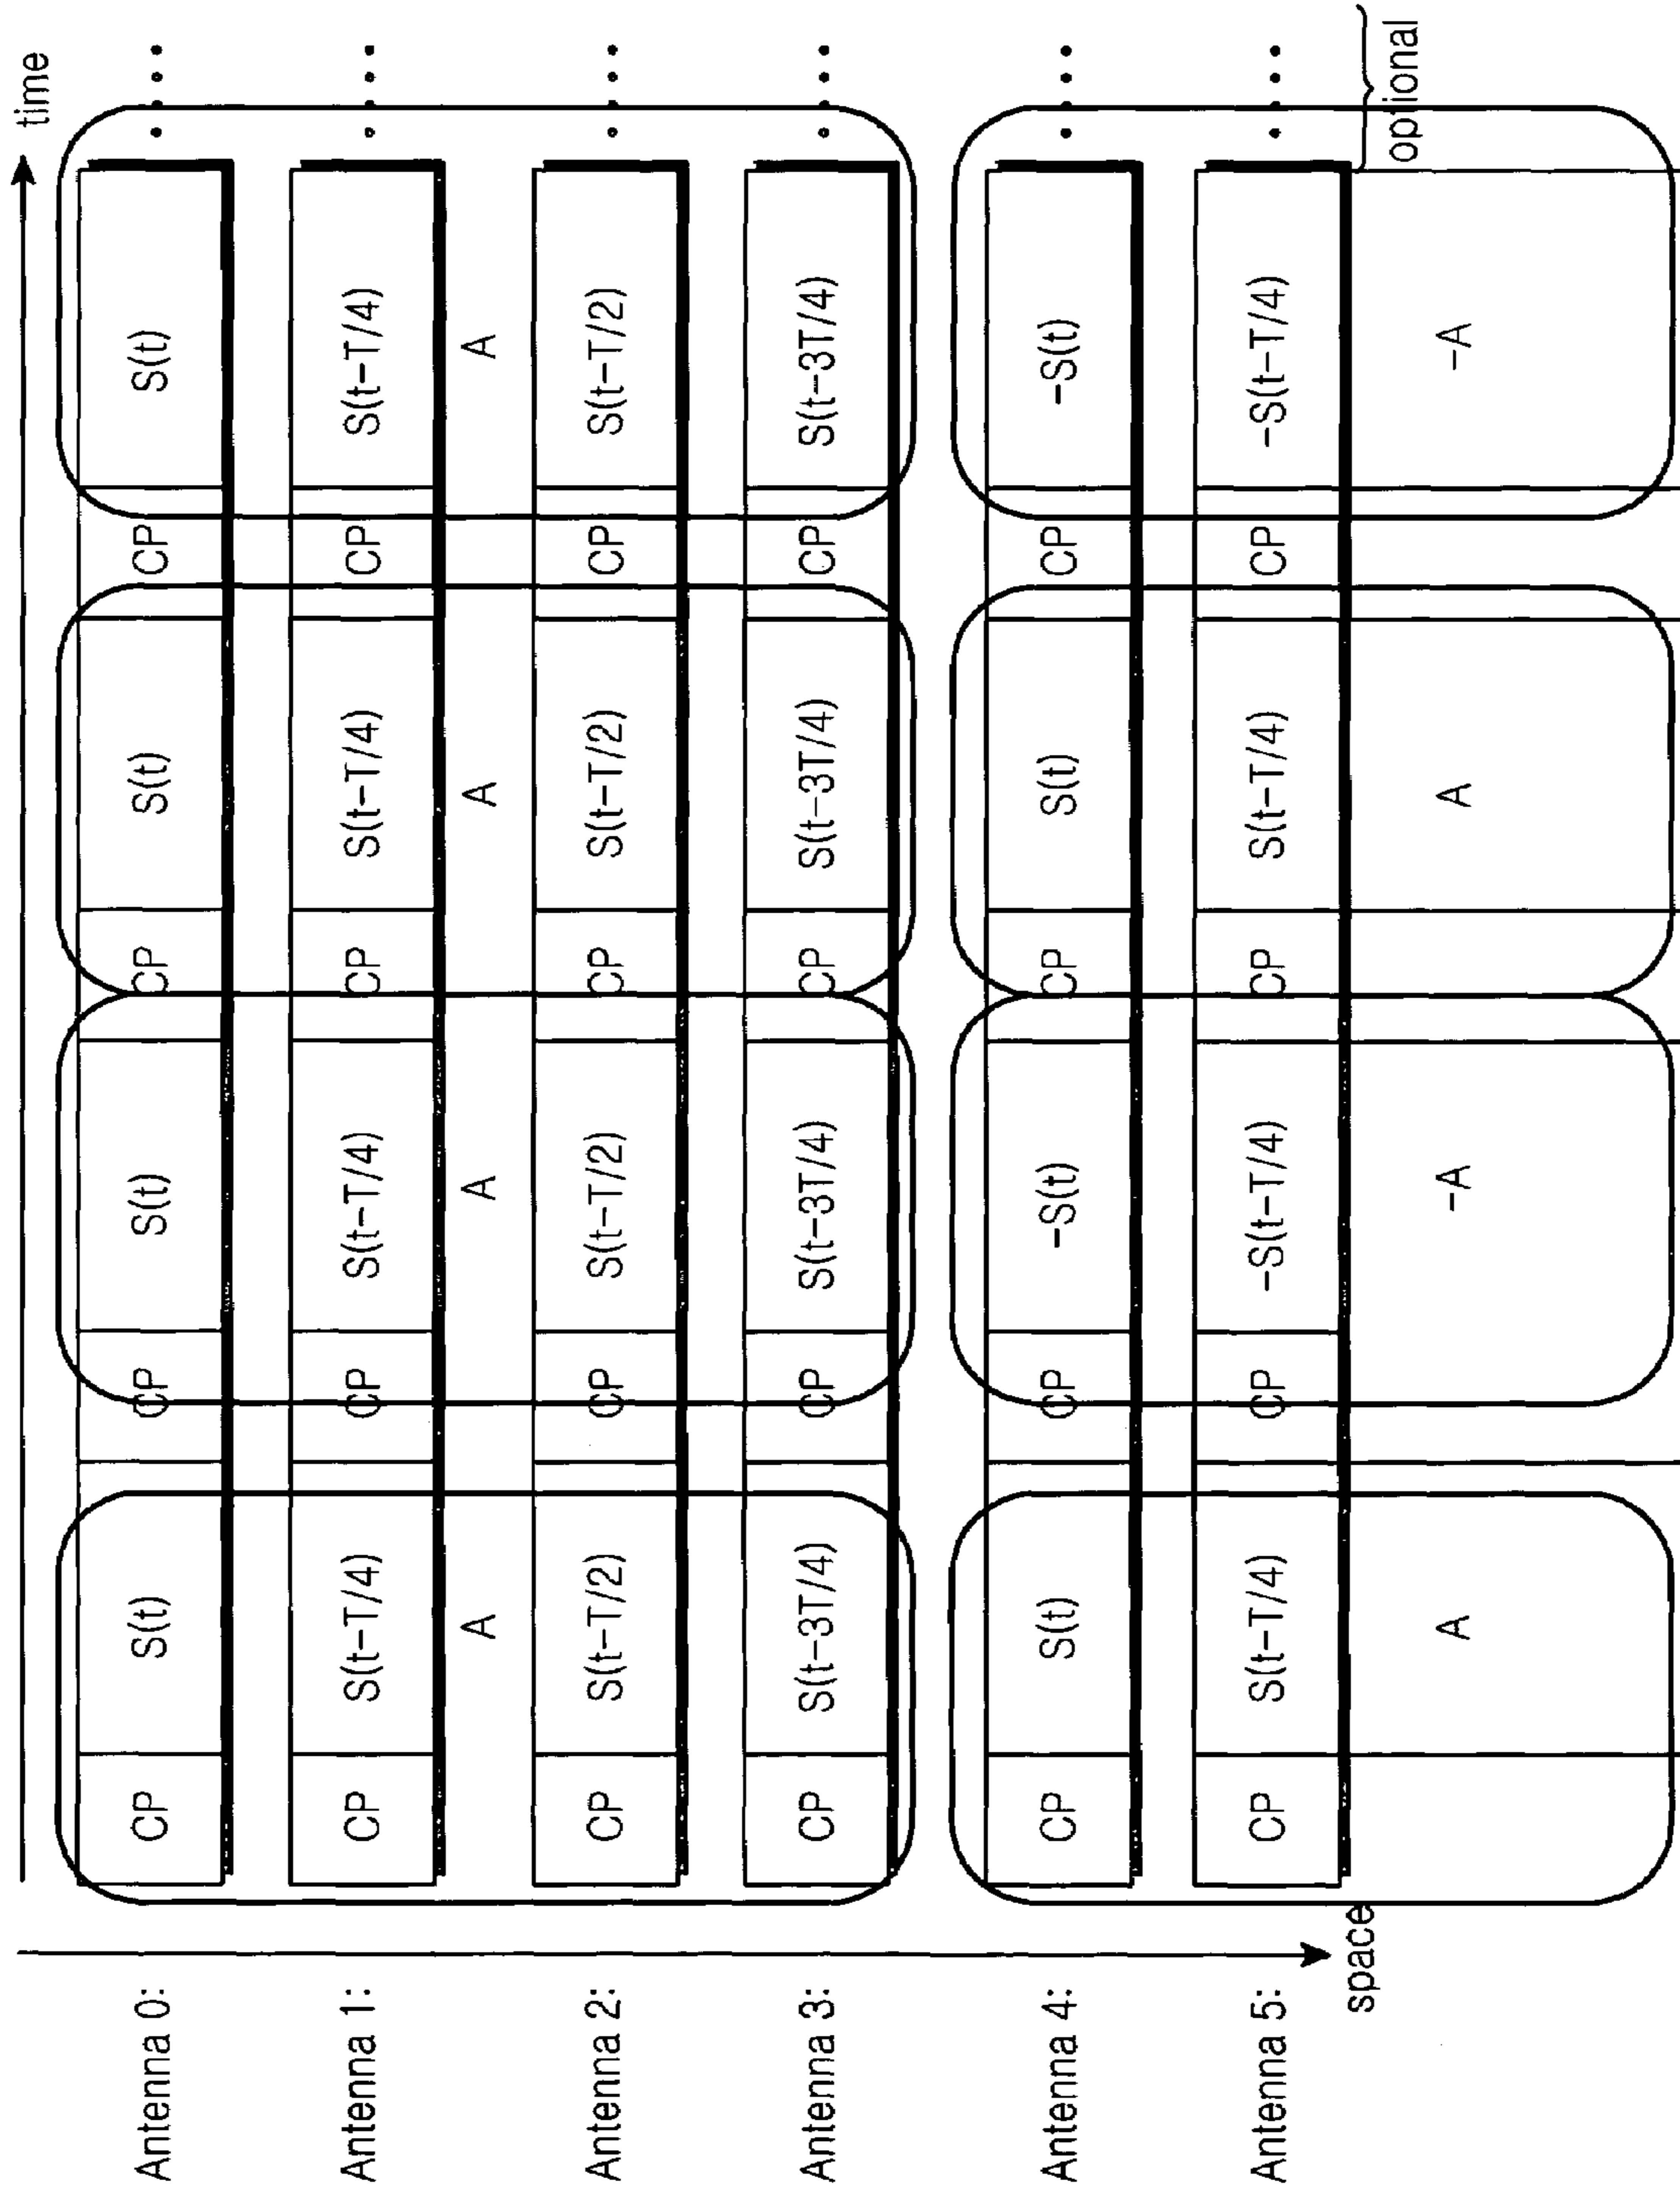 time
Antenna 0: CP S(t) CP S(t) CP S(t) CP S(t) ....
Antenna 1: CP S(t-T/4) CP S(t-T/4) CP S(t-T/4) CP S(t-T/4) ....
A A A A
Antenna 2: CP S(t-T/2) CP S(t-T/2) CP S(t-T/2) CP S(t-T/2) ....
Antenna 3: CP S(t-3T/4) CP S(t-3T/4) CP S(t-3T/4) CP S(t-3T/4) ....
Antenna 4: CP S(t) CP -S(t) CP S(t) CP -S(t) ....
Antenna 5: CP S(t-T/4) CP -S(t-T/4) CP S(t-T/4) CP -S(t-T/4) ....
space optional
A -A A -A